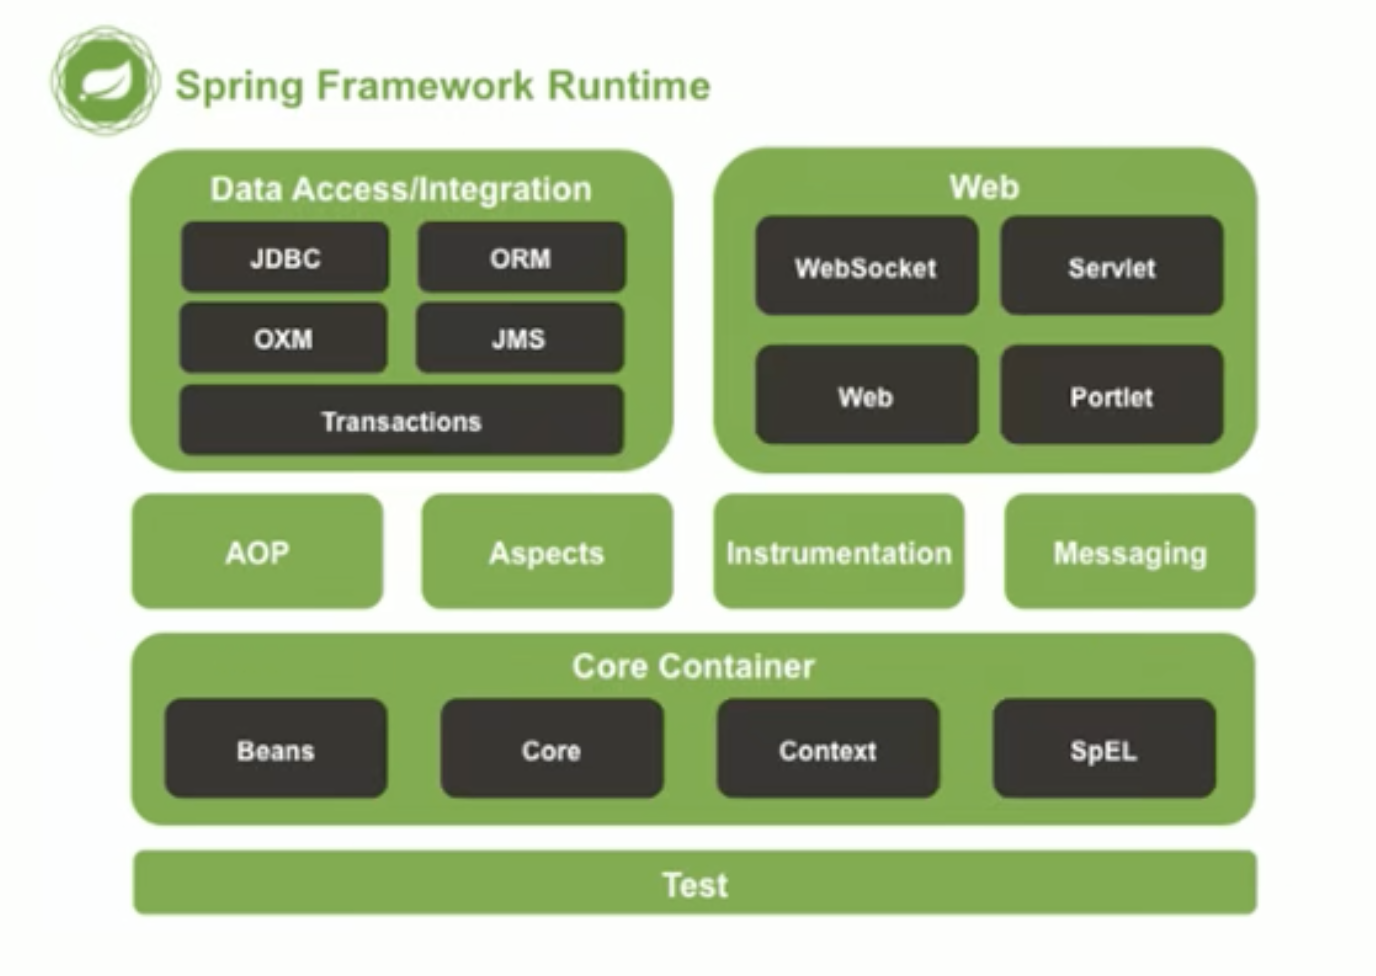 Spring Framework Runtime
Data Access/Integration
JDBC
ORM
OXM
JMS
Transactions
Web
WebSocket
Servlet
Web
Portlet
AOP
Aspects
Instrumentation
Messaging
Core Container
Beans
Core
Context
SpEL
Test